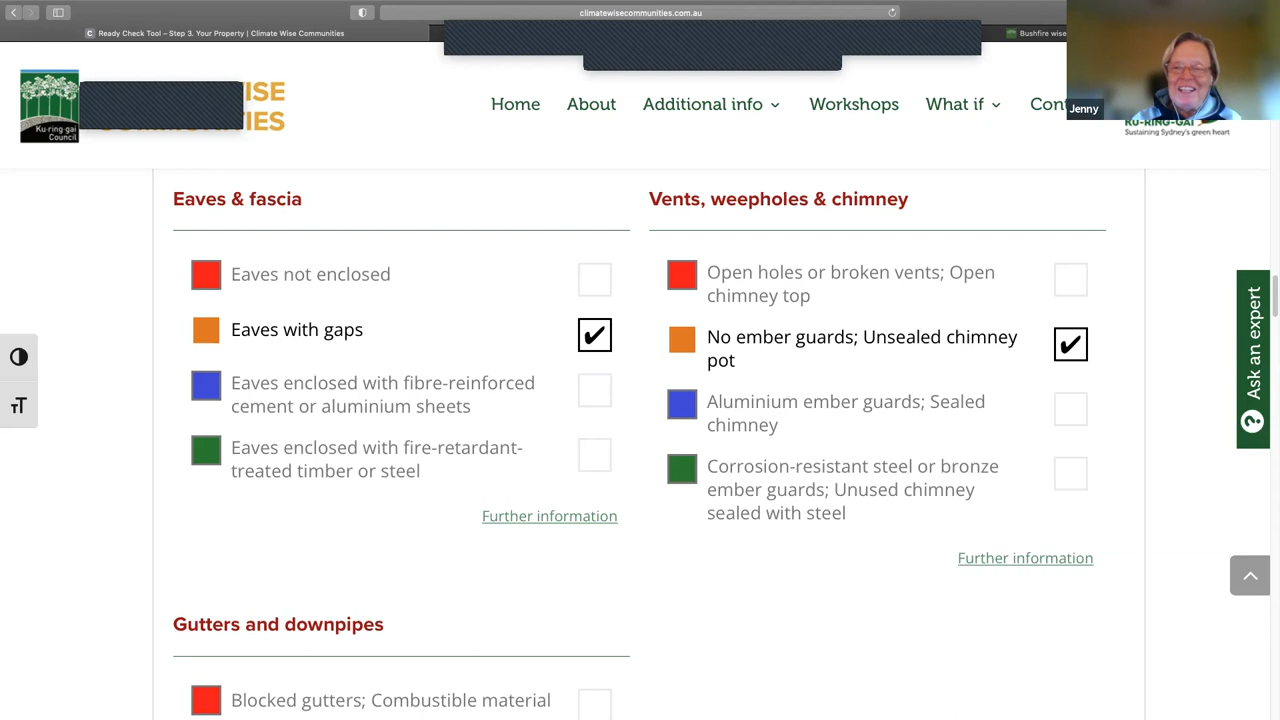 climatewisecommunities.com.au
Ready Check Tool – Step 3. Your Property | Climate Wise Communities
Bushfire wise
Ku-ring-gai
Council
ISE
COMMUNITIES
Home About Additional info Workshops What if Cont
Jenny
KU-RING-GAI
Sustaining Sydney's green heart
Eaves & fascia
Eaves not enclosed
Eaves with gaps
Eaves enclosed with fibre-reinforced
cement or aluminium sheets
Eaves enclosed with fire-retardant-
treated timber or steel
Further information
Vents, weepholes & chimney
Open holes or broken vents; Open
chimney top
No ember guards; Unsealed chimney
pot
Aluminium ember guards; Sealed
chimney
Corrosion-resistant steel or bronze
ember guards; Unused chimney
sealed with steel
Further information
Gutters and downpipes
Blocked gutters; Combustible material
Ask an expert